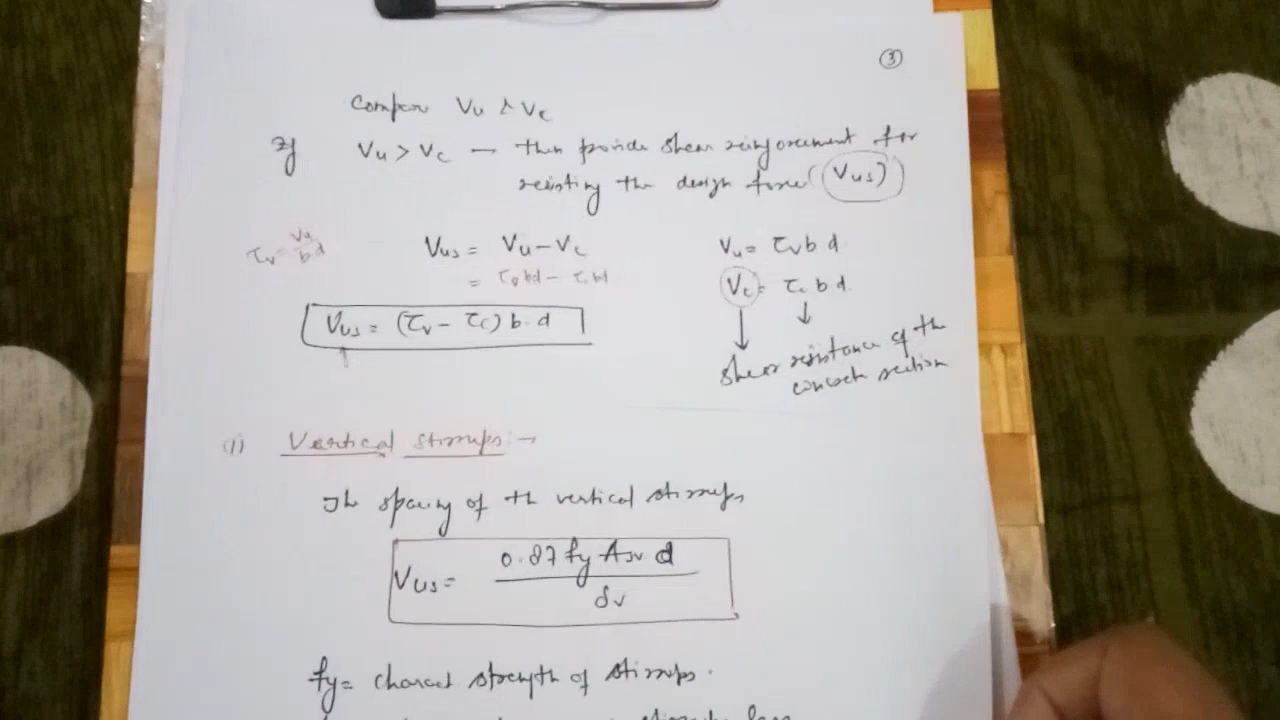 ③
Compare Vu & Vc
If Vu > Vc — then provide shear reinforcement for
resisting the design force (Vus)
τv = Vu / b d
Vus = Vu − Vc
= τv bd − τc bd
Vus = (τv − τc) b·d
Vu = τv b d
Vc = τc b d
↓ ↓
shear resistance of the
concrete section
(1) Vertical stirrups :→
The spacing of the vertical stirrups
Vus = 0.87 fy Asv d / Sv
fy = charact strength of stirrups.